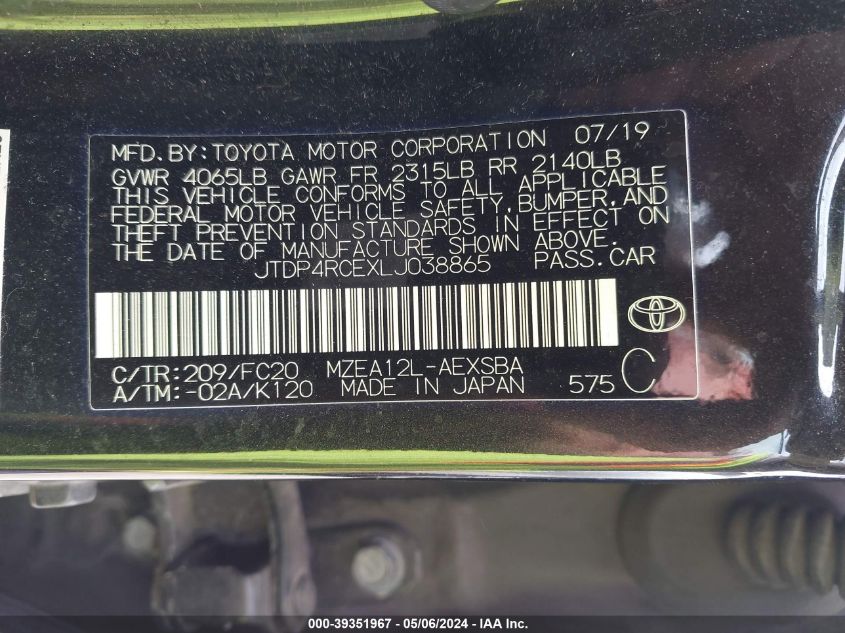 MFD. BY: TOYOTA MOTOR CORPORATION 07/19
GVWR 4065LB GAWR FR 2315LB RR 2140LB
THIS VEHICLE CONFORMS TO ALL APPLICABLE
FEDERAL MOTOR VEHICLE SAFETY, BUMPER, AND
THEFT PREVENTION STANDARDS IN EFFECT ON
THE DATE OF MANUFACTURE SHOWN ABOVE.
JTDP4RCEXLJ038865 PASS. CAR
C/TR: 209/FC20 MZEA12L-AEXSBA
A/TM: -02A/K120 MADE IN JAPAN 575 C
000-39351967 - 05/06/2024 - IAA Inc.